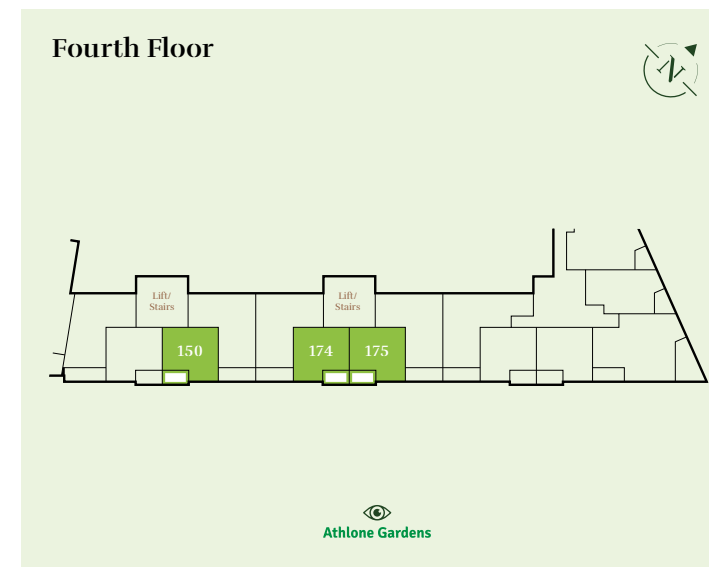 Fourth Floor
N
Lift/
Stairs
Lift/
Stairs
150
174
175
Athlone Gardens